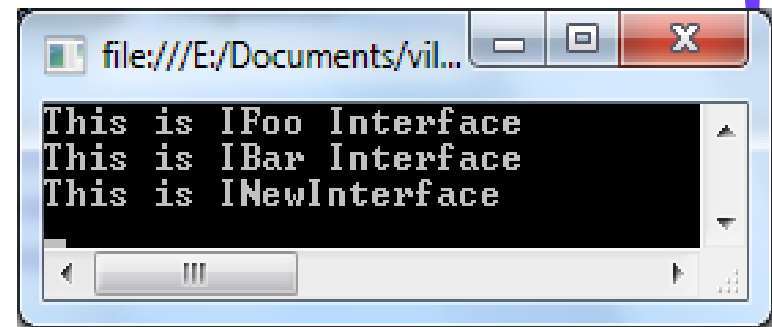 file:///E:/Documents/vil...
This is IFoo Interface
This is IBar Interface
This is INewInterface